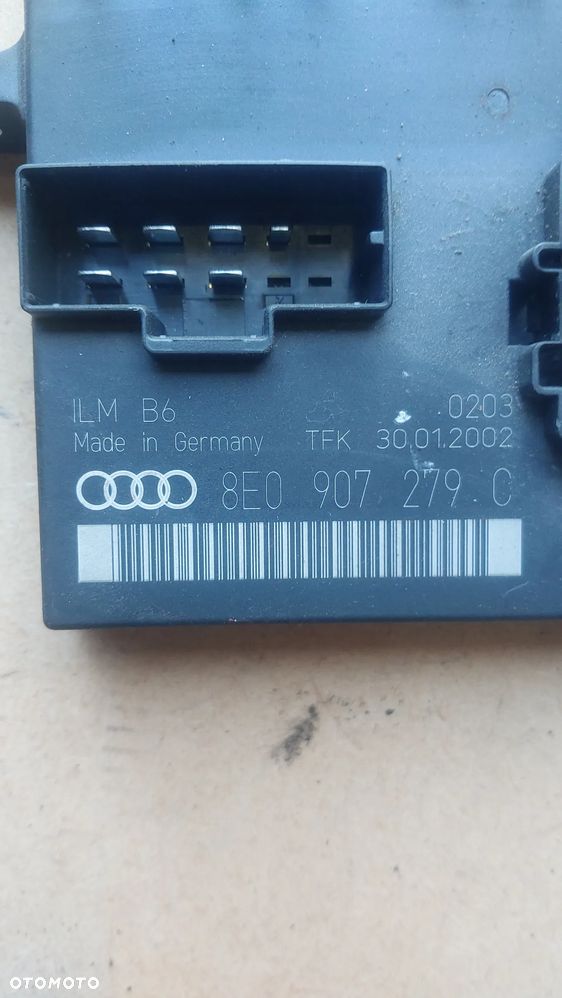 ILM B6 0203
Made in Germany TFK 30.01.2002
8E0 907 279 C
OTOMOTO